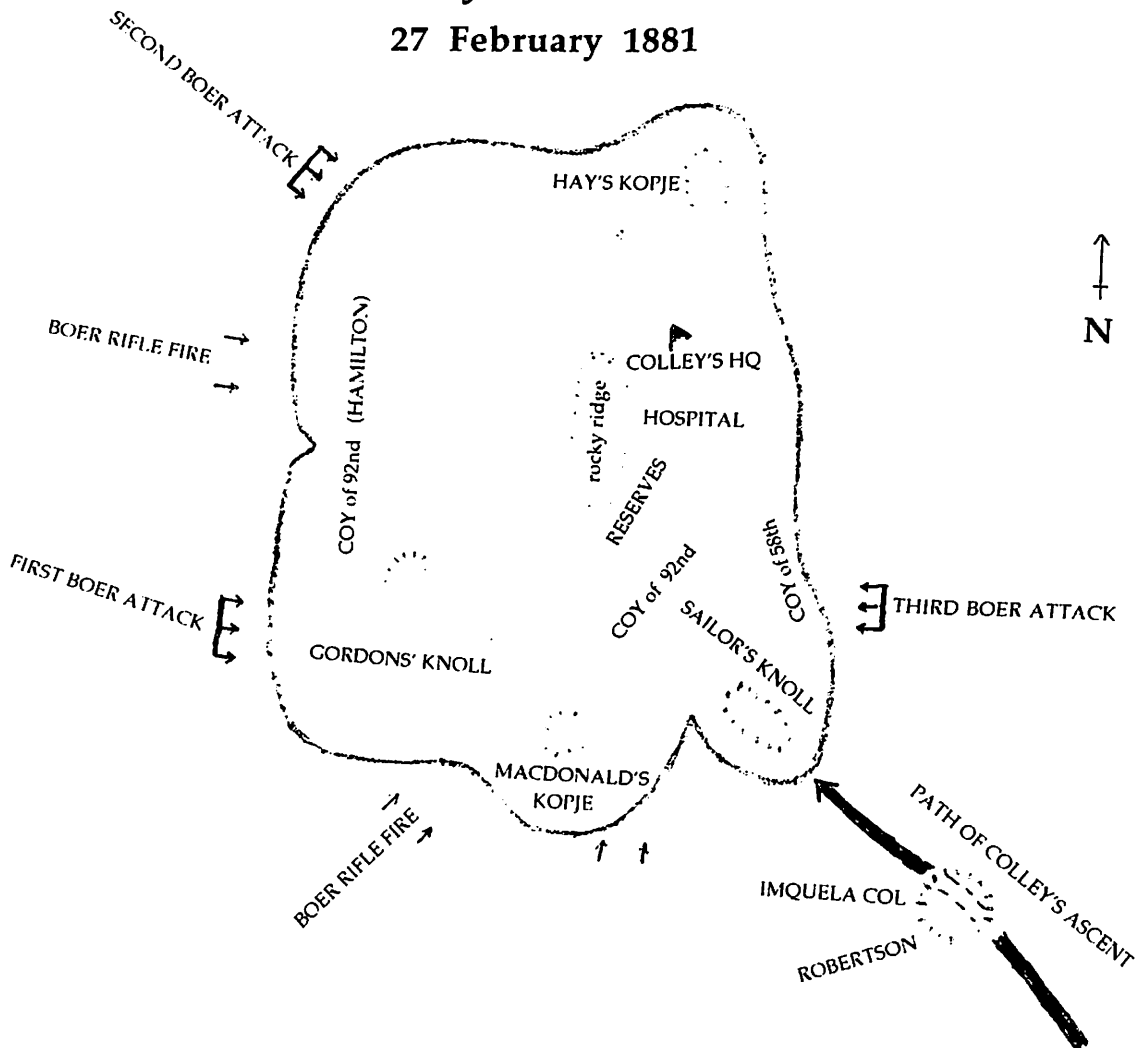 27 February 1881
SECOND BOER ATTACK
HAY'S KOPJE
N
BOER RIFLE FIRE
COY of 92nd (HAMILTON)
COLLEY'S HQ
rocky ridge
HOSPITAL
RESERVES
FIRST BOER ATTACK
COY of 92nd
COY of 58th
THIRD BOER ATTACK
SAILOR'S KNOLL
GORDONS' KNOLL
MACDONALD'S
KOPJE
BOER RIFLE FIRE
PATH OF COLLEY'S ASCENT
IMQUELA COL
ROBERTSON